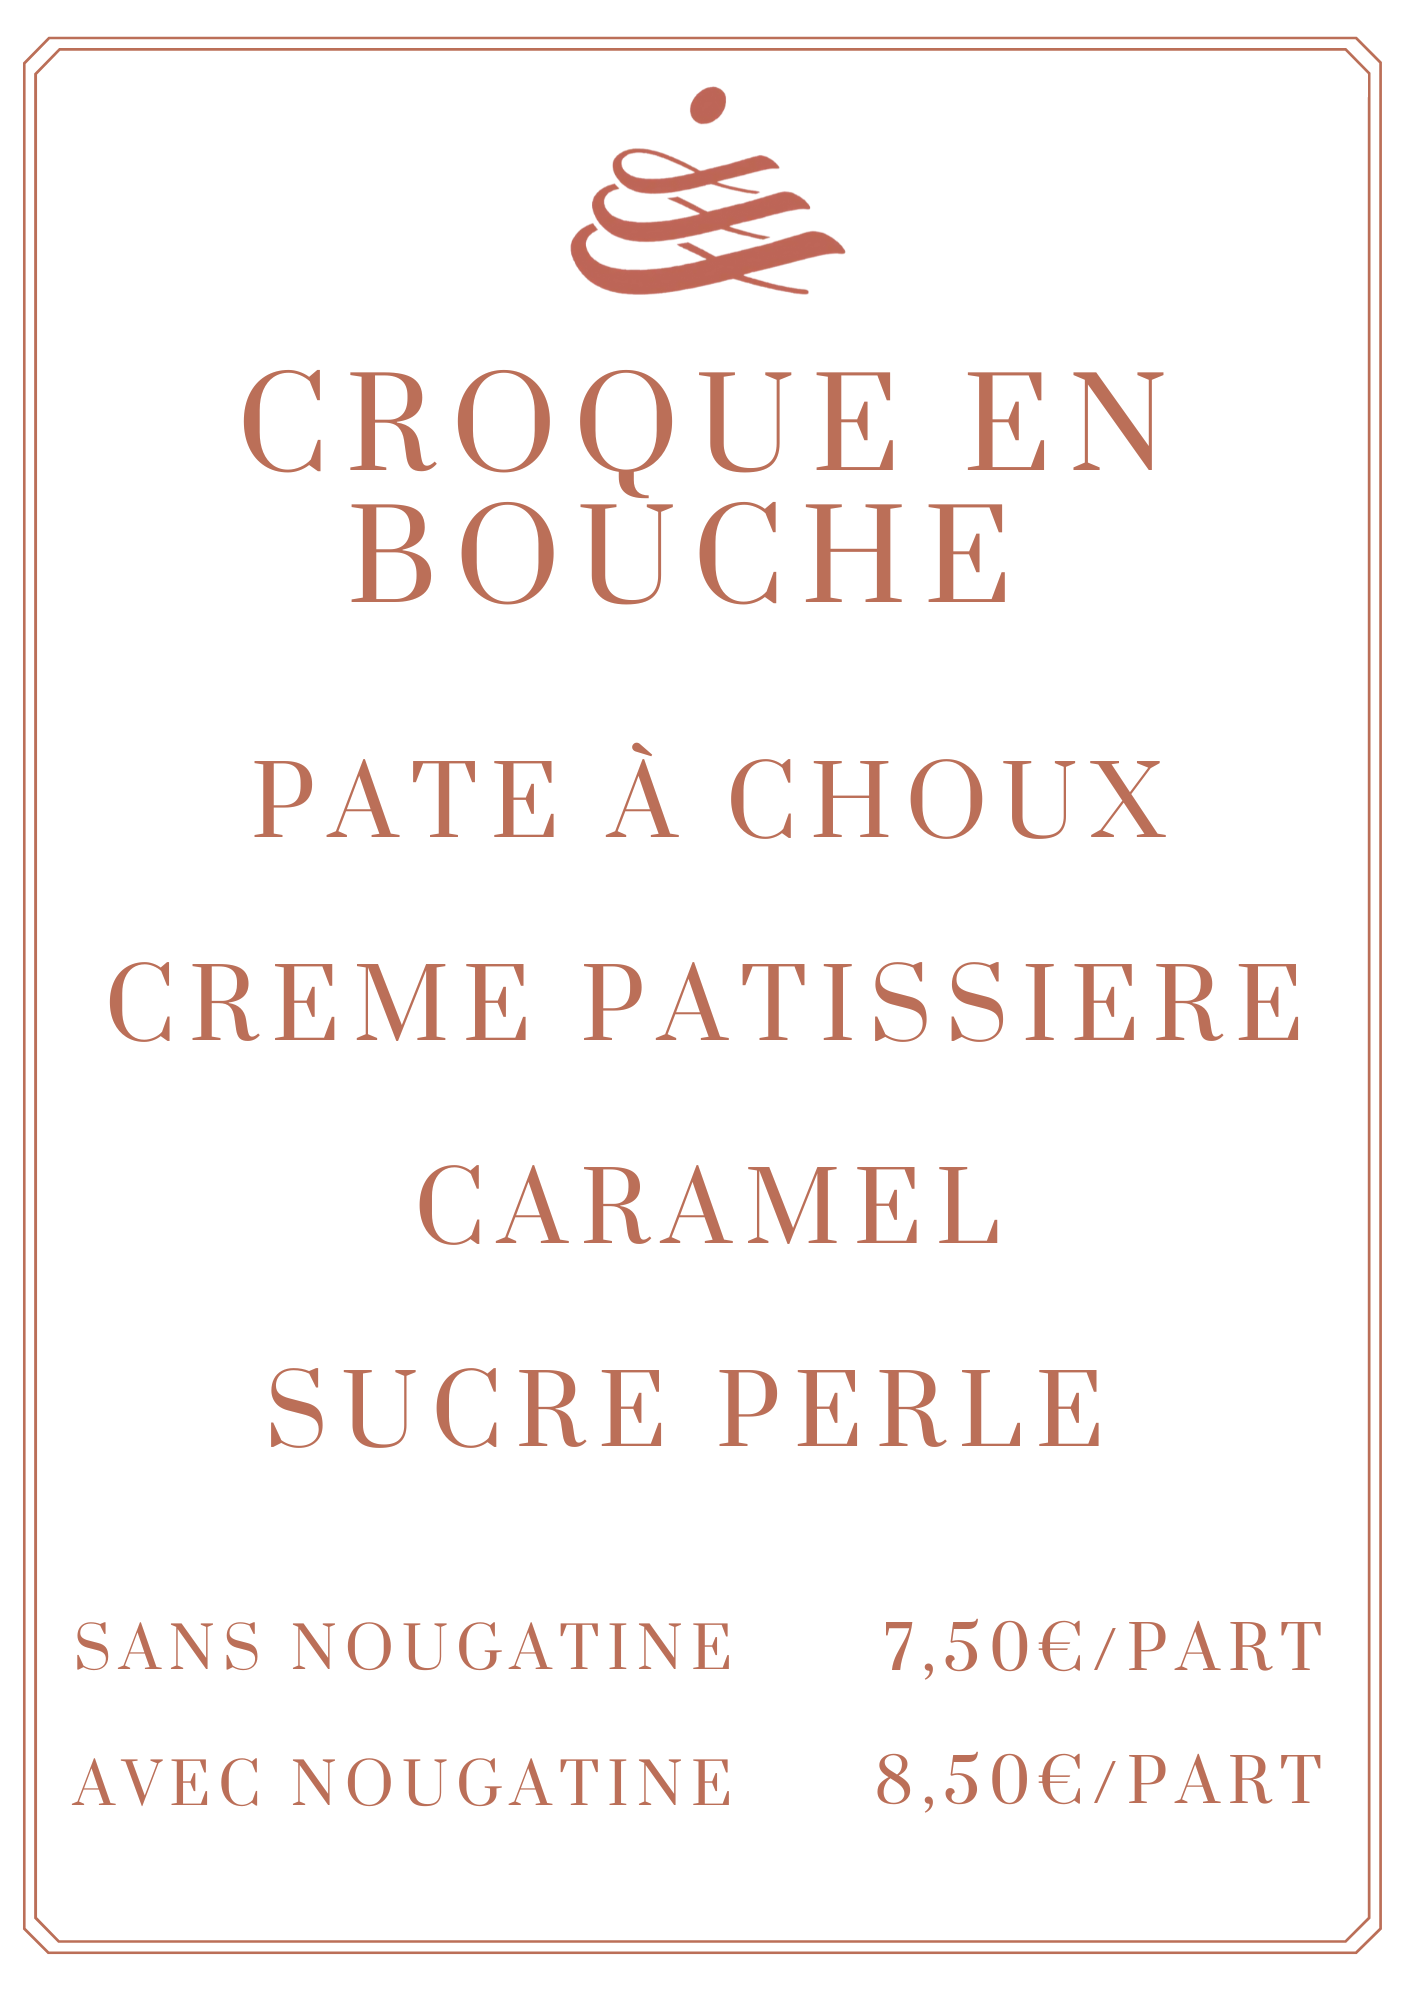 CROQUE EN
BOUCHE
PATE À CHOUX
CREME PATISSIERE
CARAMEL
SUCRE PERLE
SANS NOUGATINE 7,50€/PART
AVEC NOUGATINE 8,50€/PART